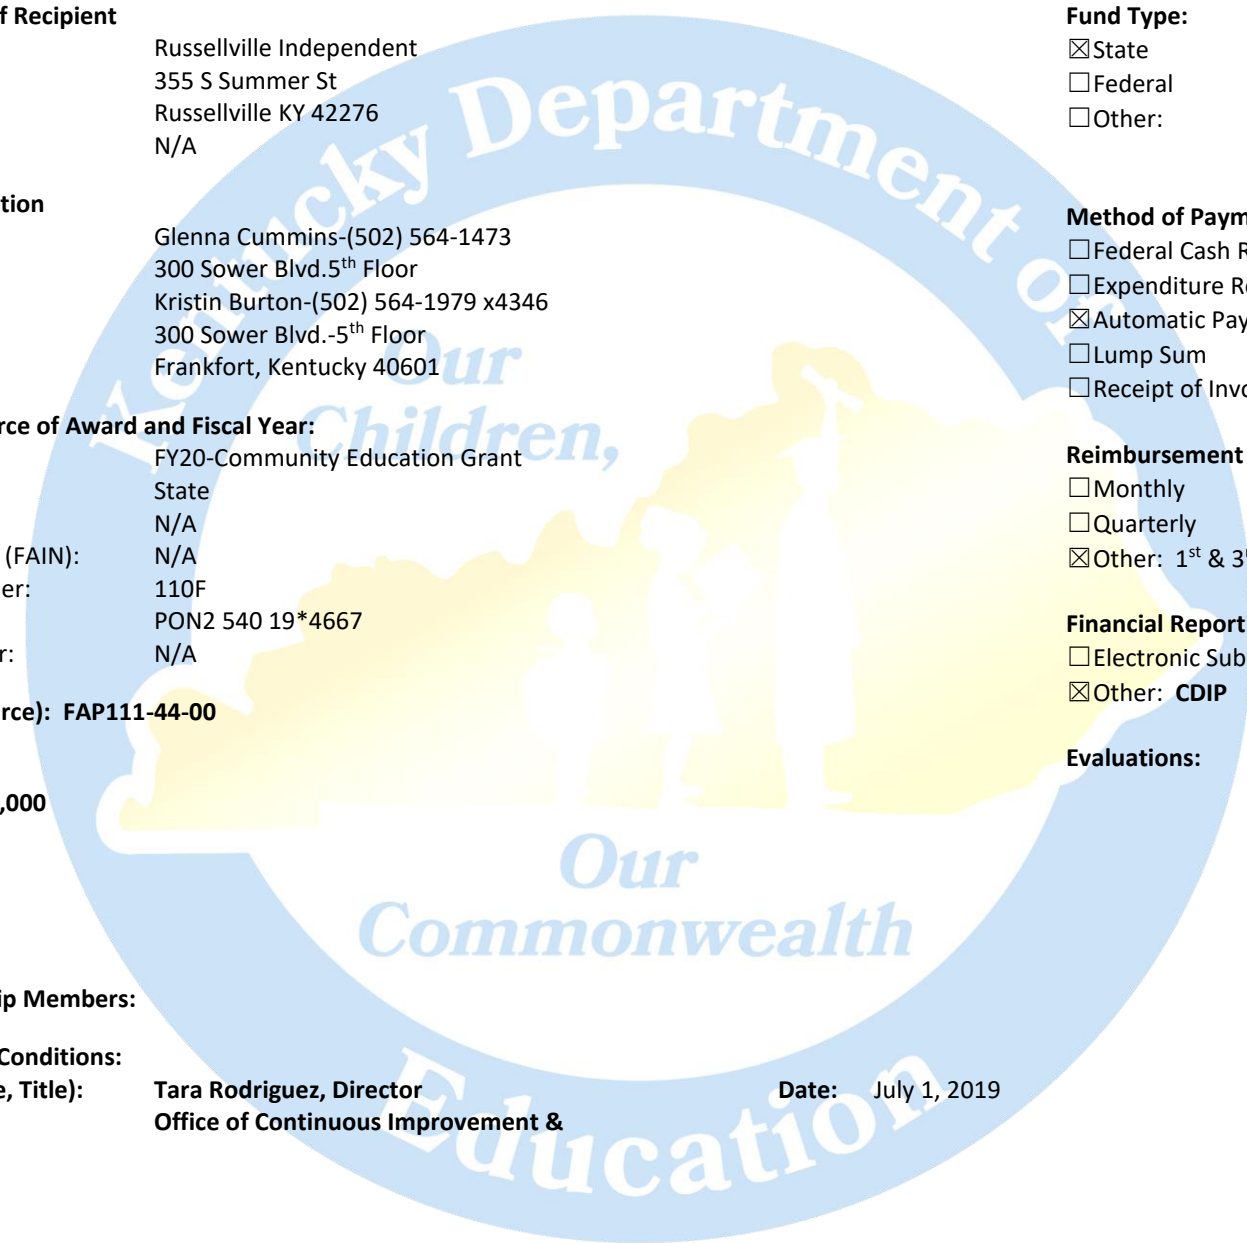 f Recipient
Russellville Independent
355 S Summer St
Russellville KY 42276
N/A
tion
Glenna Cummins-(502) 564-1473
300 Sower Blvd.5th Floor
Kristin Burton-(502) 564-1979 x4346
300 Sower Blvd.-5th Floor
Frankfort, Kentucky 40601
rce of Award and Fiscal Year:
FY20-Community Education Grant
State
N/A
(FAIN): N/A
er: 110F
PON2 540 19*4667
r: N/A
rce): FAP111-44-00
,000
ip Members:
Conditions:
e, Title): Tara Rodriguez, Director Date: July 1, 2019
Office of Continuous Improvement &
Fund Type:
☒State
☐Federal
☐Other:
Method of Paym
☐Federal Cash R
☐Expenditure Re
☒Automatic Pay
☐Lump Sum
☐Receipt of Invo
Reimbursement
☐Monthly
☐Quarterly
☒Other: 1st & 3
Financial Report
☐Electronic Sub
☒Other: CDIP
Evaluations:
Kentucky Department of
Education
Our
Children,
Our
Commonwealth